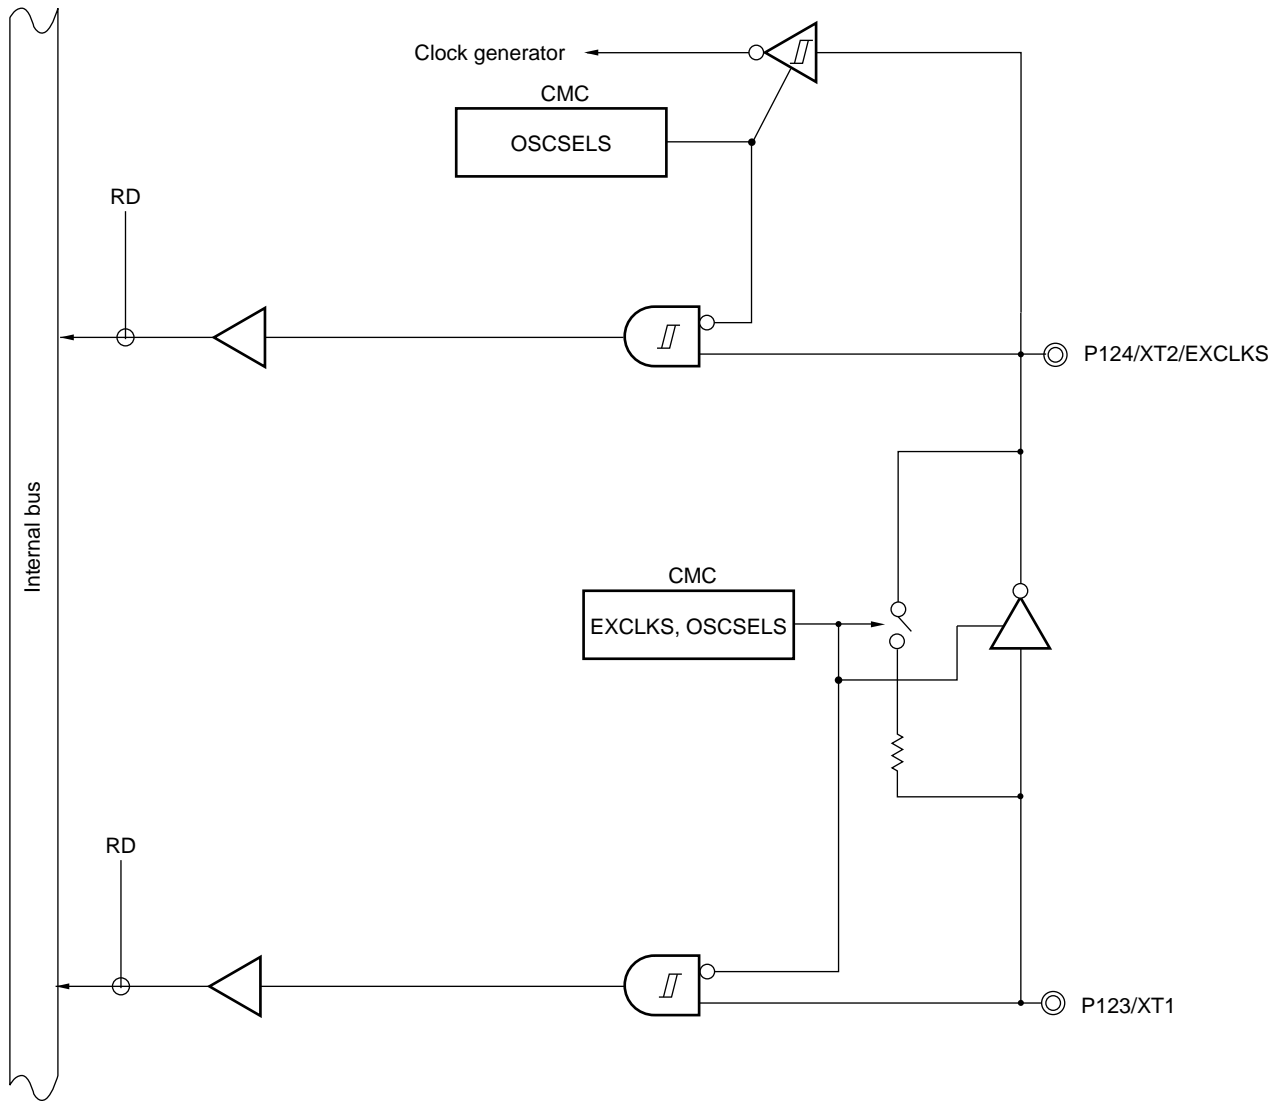 Clock generator
CMC
OSCSELS
RD
P124/XT2/EXCLKS
Internal bus
CMC
EXCLKS, OSCSELS
RD
P123/XT1